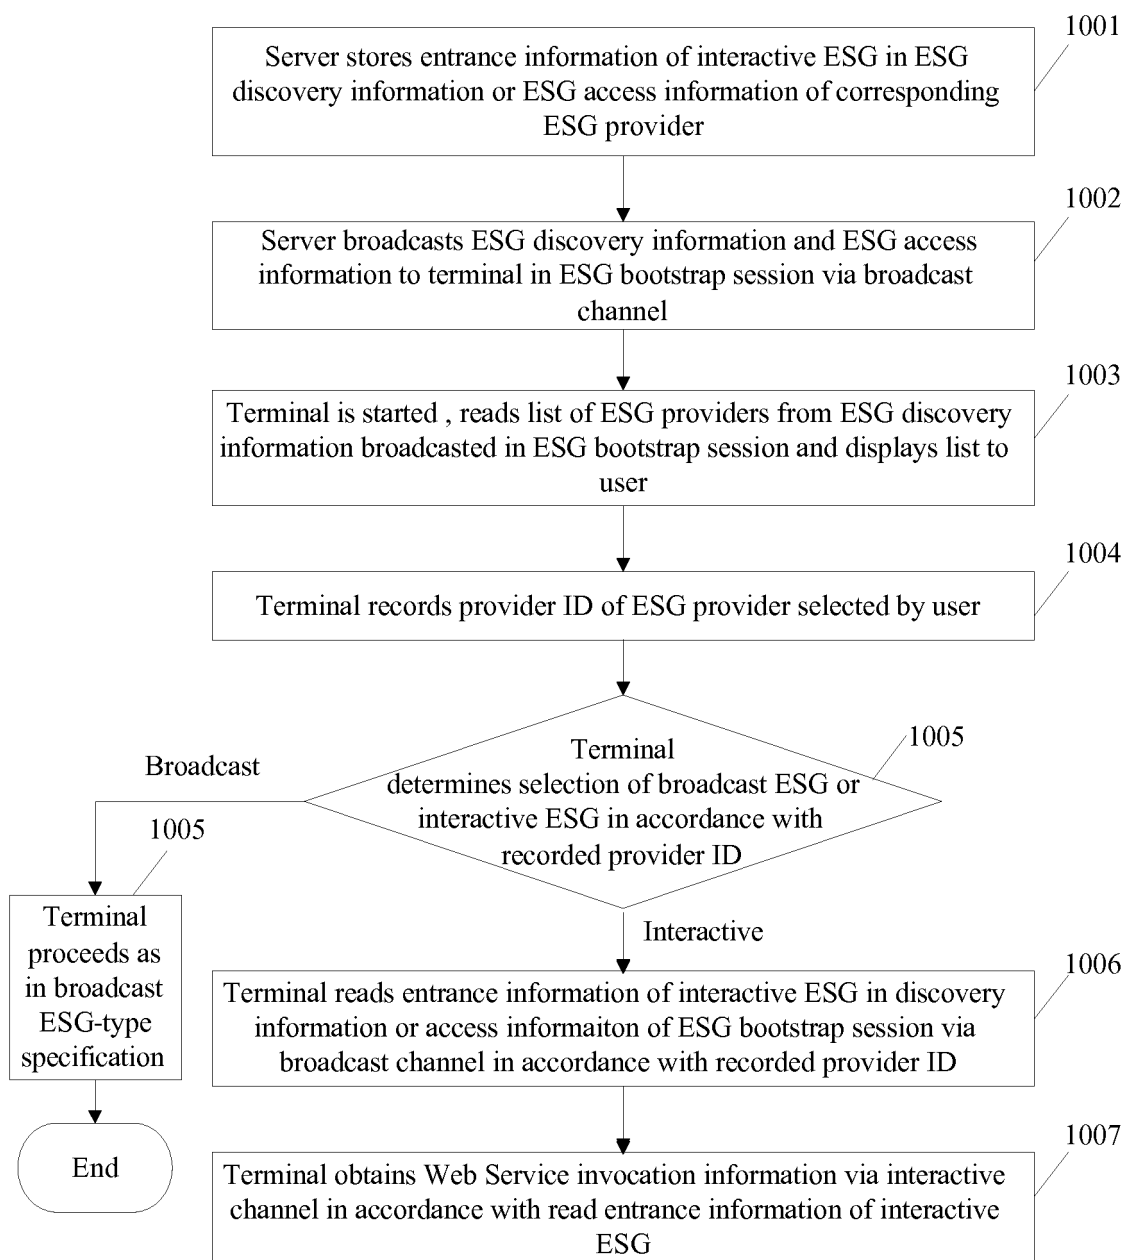 1001
Server stores entrance information of interactive ESG in ESG
discovery information or ESG access information of corresponding
ESG provider
1002
Server broadcasts ESG discovery information and ESG access
information to terminal in ESG bootstrap session via broadcast
channel
1003
Terminal is started , reads list of ESG providers from ESG discovery
information broadcasted in ESG bootstrap session and displays list to
user
1004
Terminal records provider ID of ESG provider selected by user
1005
Terminal
determines selection of broadcast ESG or
interactive ESG in accordance with
recorded provider ID
Broadcast
1005
Terminal
proceeds as
in broadcast
ESG-type
specification
End
Interactive
1006
Terminal reads entrance information of interactive ESG in discovery
information or access informaiton of ESG bootstrap session via
broadcast channel in accordance with recorded provider ID
1007
Terminal obtains Web Service invocation information via interactive
channel in accordance with read entrance information of interactive
ESG